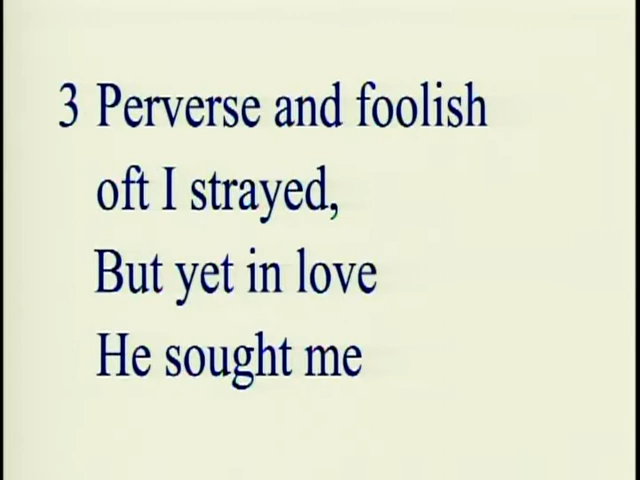 3 Perverse and foolish
oft I strayed,
But yet in love
He sought me